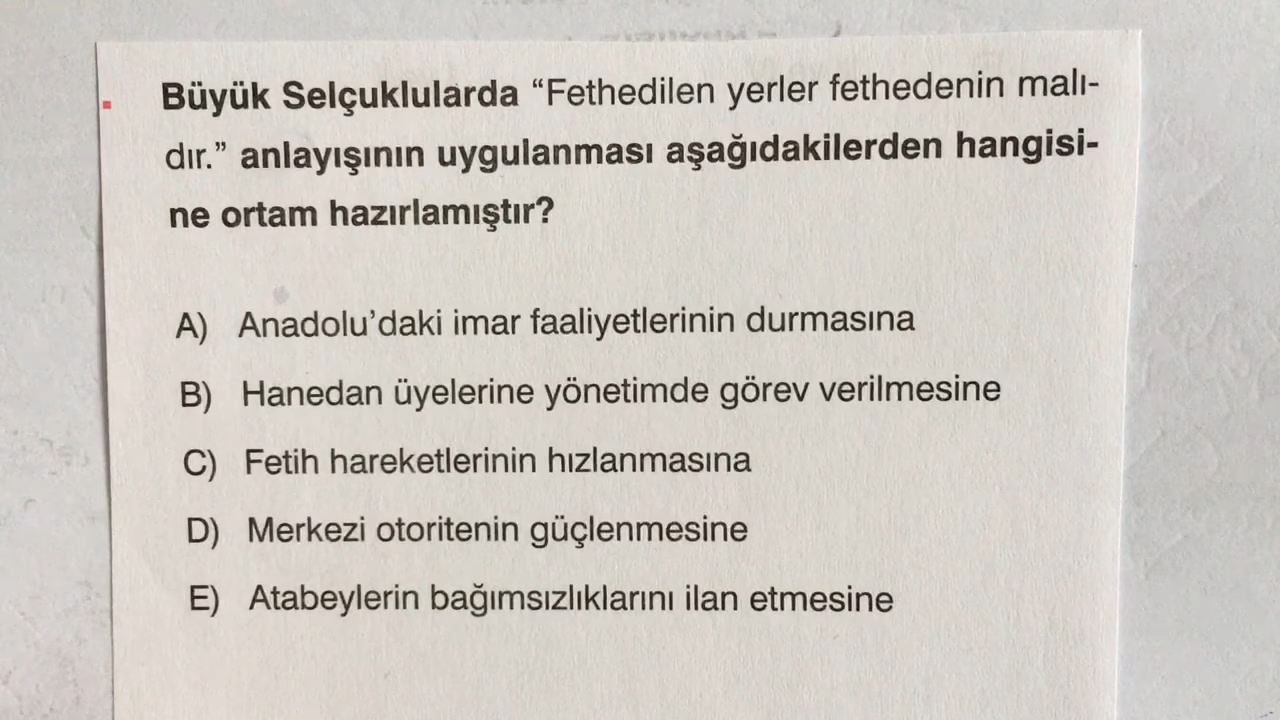 Büyük Selçuklularda “Fethedilen yerler fethedenin malı-
dır.” anlayışının uygulanması aşağıdakilerden hangisi-
ne ortam hazırlamıştır?
A) Anadolu’daki imar faaliyetlerinin durmasına
B) Hanedan üyelerine yönetimde görev verilmesine
C) Fetih hareketlerinin hızlanmasına
D) Merkezi otoritenin güçlenmesine
E) Atabeylerin bağımsızlıklarını ilan etmesine